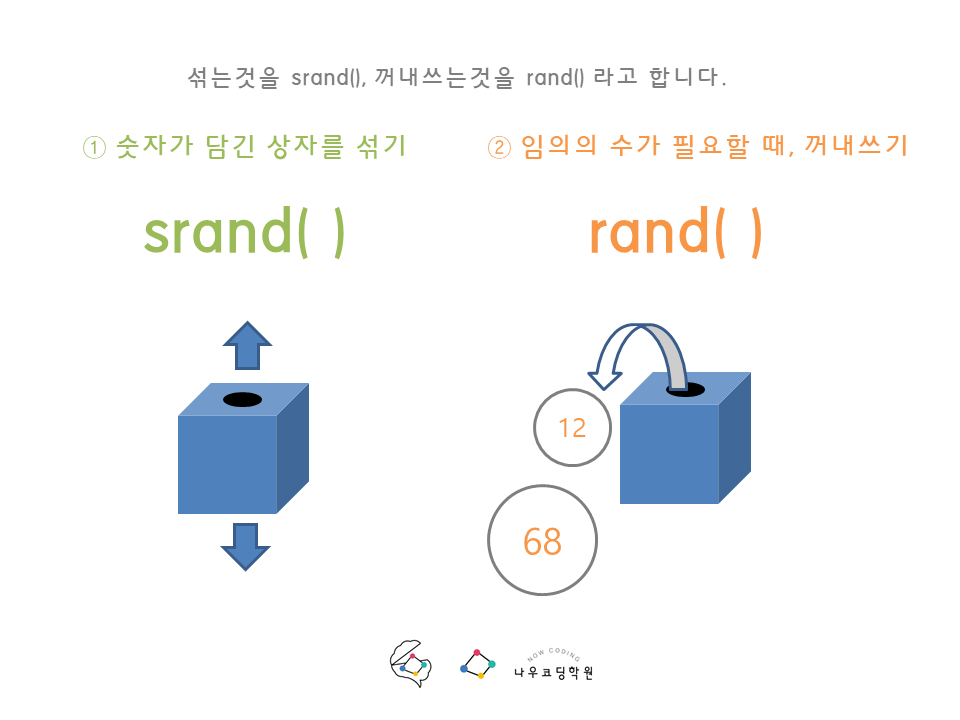 섞는것을 srand(), 꺼내쓰는것을 rand() 라고 합니다.
① 숫자가 담긴 상자를 섞기
② 임의의 수가 필요할 때, 꺼내쓰기
srand( )
rand( )
12
68
NOW CODING
나우코딩학원